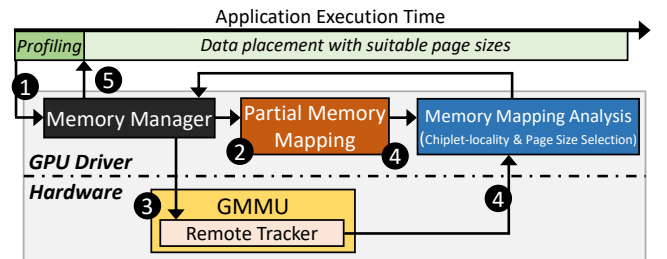 Application Execution Time
Profiling
Data placement with suitable page sizes
1
5
Memory Manager
Partial Memory
Mapping
Memory Mapping Analysis
(Chiplet-locality & Page Size Selection)
2
4
GPU Driver
Hardware
3
GMMU
4
Remote Tracker